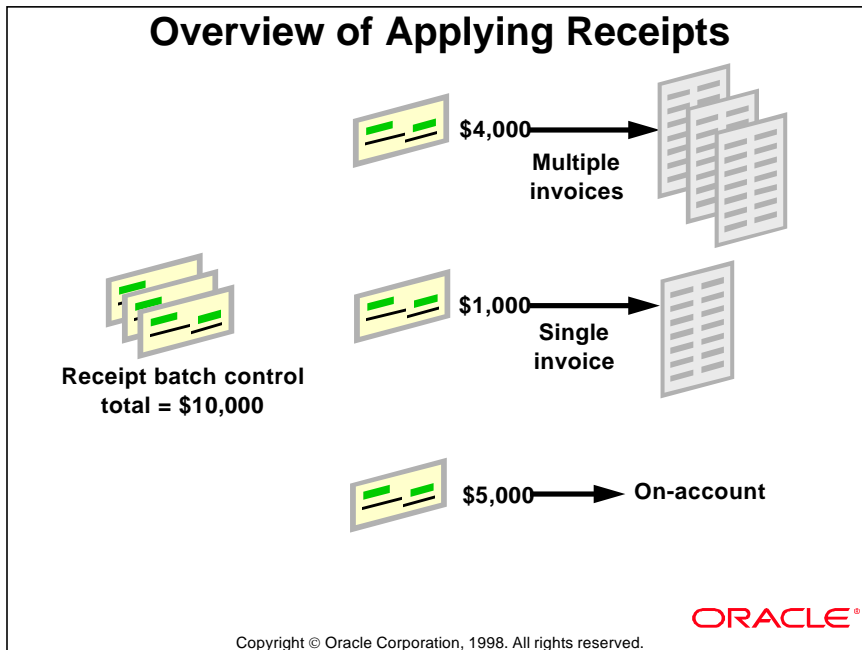 Overview of Applying Receipts
$4,000
Multiple
invoices
Receipt batch control
total = $10,000
$1,000
Single
invoice
$5,000
On-account
ORACLE®
Copyright © Oracle Corporation, 1998. All rights reserved.